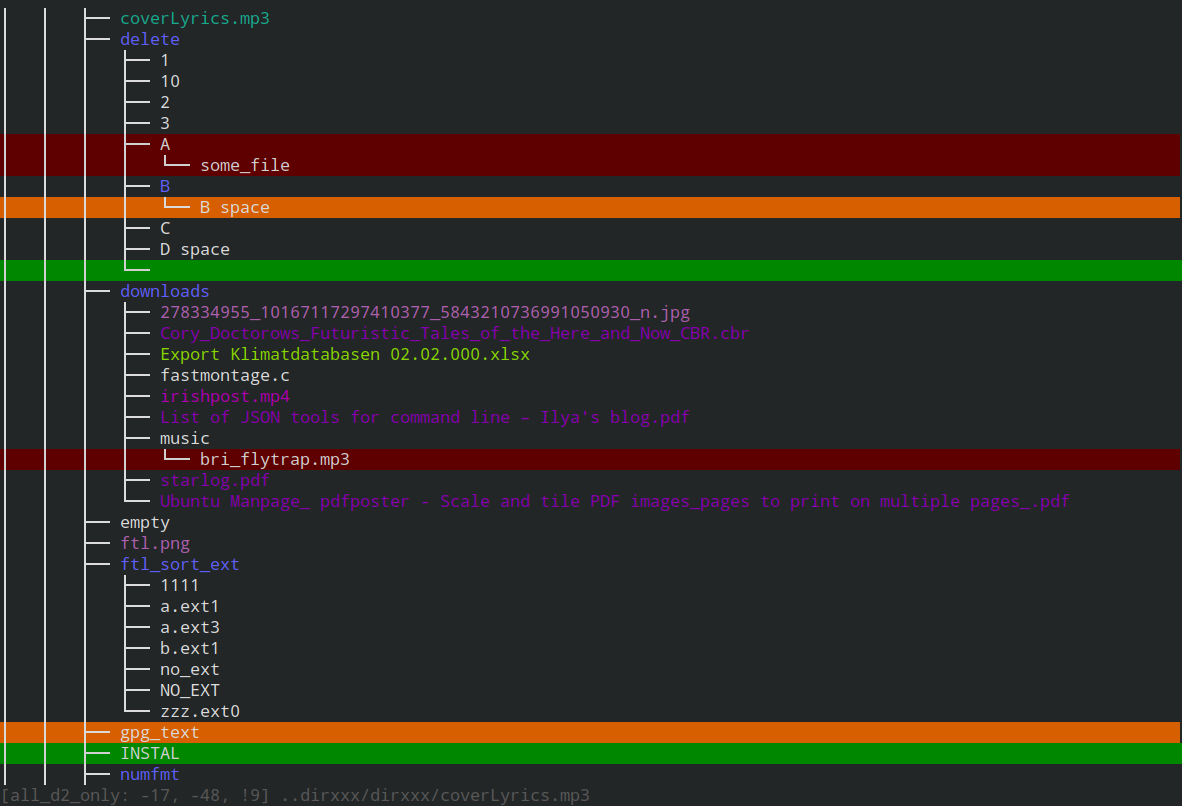 coverLyrics.mp3
delete
1
10
2
3
A
some_file
B
B space
C
D space
downloads
278334955_10167117297410377_5843210736991050930_n.jpg
Cory_Doctorows_Futuristic_Tales_of_the_Here_and_Now_CBR.cbr
Export Klimatdatabasen 02.02.000.xlsx
fastmontage.c
irishpost.mp4
List of JSON tools for command line – Ilya's blog.pdf
music
bri_flytrap.mp3
starlog.pdf
Ubuntu Manpage_ pdfposter - Scale and tile PDF images_pages to print on multiple pages_.pdf
empty
ftl.png
ftl_sort_ext
1111
a.ext1
a.ext3
b.ext1
no_ext
NO_EXT
zzz.ext0
gpg_text
INSTAL
numfmt
[all_d2_only: -17, -48, !9] ..dirxxx/dirxxx/coverLyrics.mp3